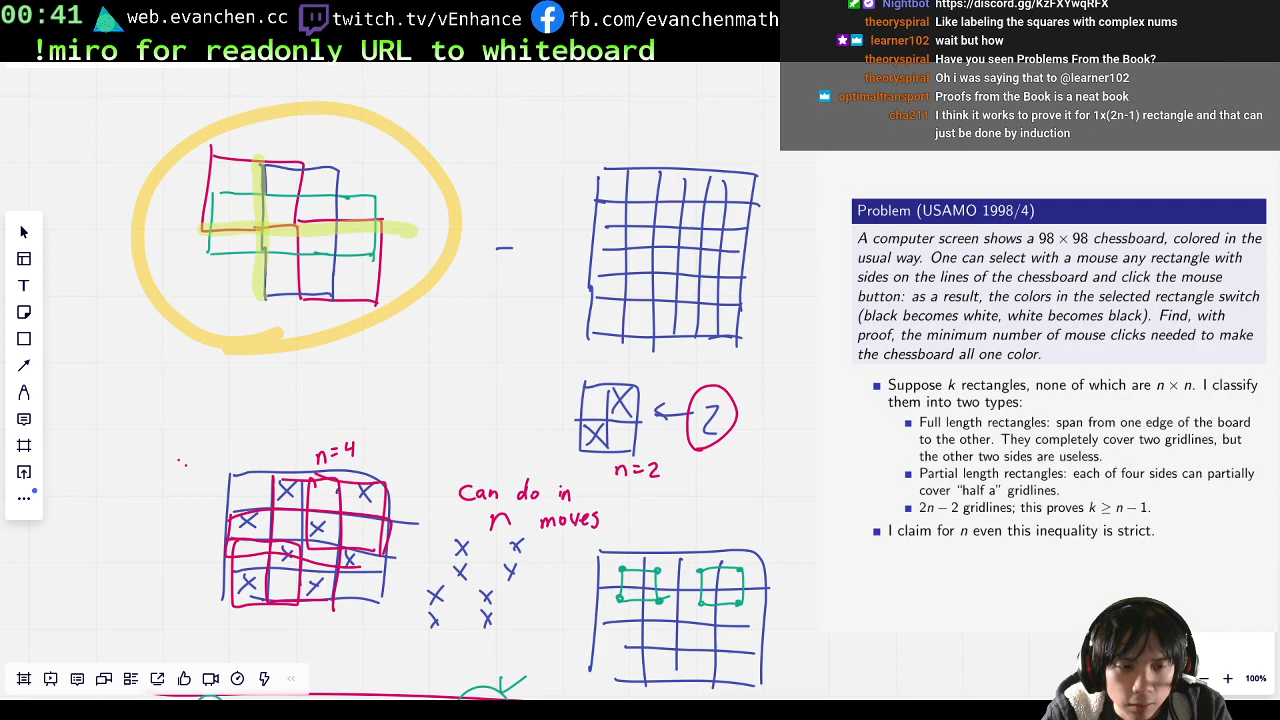 00:41
web.evanchen.cc
twitch.tv/vEnhance
fb.com/evanchenmath
!miro for readonly URL to whiteboard
Nightbot https://discord.gg/KzFXYwqRFX
theoryspiral Like labeling the squares with complex nums
learner102 wait but how
theoryspiral Have you seen Problems From the Book?
theoryspiral Oh i was saying that to @learner102
optimaltransport Proofs from the Book is a neat book
cha211 I think it works to prove it for 1x(2n-1) rectangle and that can
just be done by induction
Problem (USAMO 1998/4)
A computer screen shows a 98 × 98 chessboard, colored in the
usual way. One can select with a mouse any rectangle with
sides on the lines of the chessboard and click the mouse
button: as a result, the colors in the selected rectangle switch
(black becomes white, white becomes black). Find, with
proof, the minimum number of mouse clicks needed to make
the chessboard all one color.
Suppose k rectangles, none of which are n × n. I classify
them into two types:
Full length rectangles: span from one edge of the board
to the other. They completely cover two gridlines, but
the other two sides are useless.
Partial length rectangles: each of four sides can partially
cover “half a” gridlines.
2n − 2 gridlines; this proves k ≥ n − 1.
I claim for n even this inequality is strict.
X
X
2
n=2
n=4
X X
X X
X X
X X
Can do in
n moves
X X
X X
X X
X X
T
100%